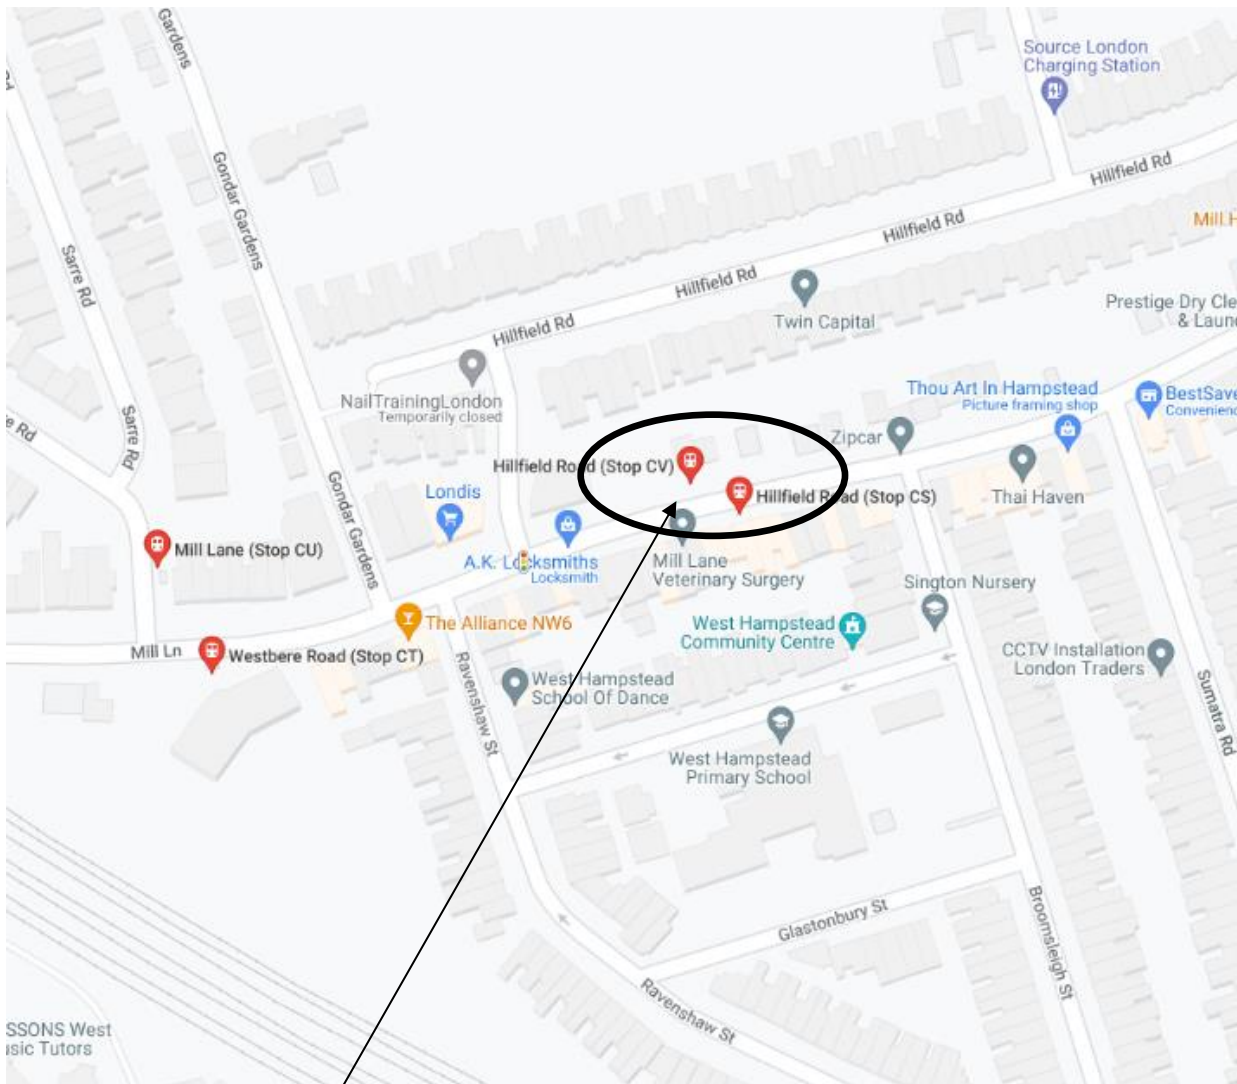 Gardens
Source London
Charging Station
Rd
Hillfield Rd
Gondar Gardens
Mill H
Hillfield Rd
Sarre Rd
Hillfield Rd
Twin Capital
Prestige Dry Cle
& Laun
Hillfield Rd
NailTrainingLondon
Temporarily closed
Thou Art In Hampstead
Picture framing shop
BestSave
Convenienc
Sarre Rd
e Rd
Zipcar
Hillfield Road (Stop CV)
Hillfield Road (Stop CS)
Thai Haven
Londis
Gondar Gardens
Mill Lane (Stop CU)
A.K. Locksmiths
Locksmith
Mill Lane
Veterinary Surgery
Sington Nursery
The Alliance NW6
West Hampstead
Community Centre
Mill Ln
Westbere Road (Stop CT)
CCTV Installation
London Traders
Ravenshaw St
West Hampstead
School Of Dance
Sumatra Rd
West Hampstead
Primary School
Glastonbury St
Broomsleigh St
Ravenshaw St
SSONS West
usic Tutors